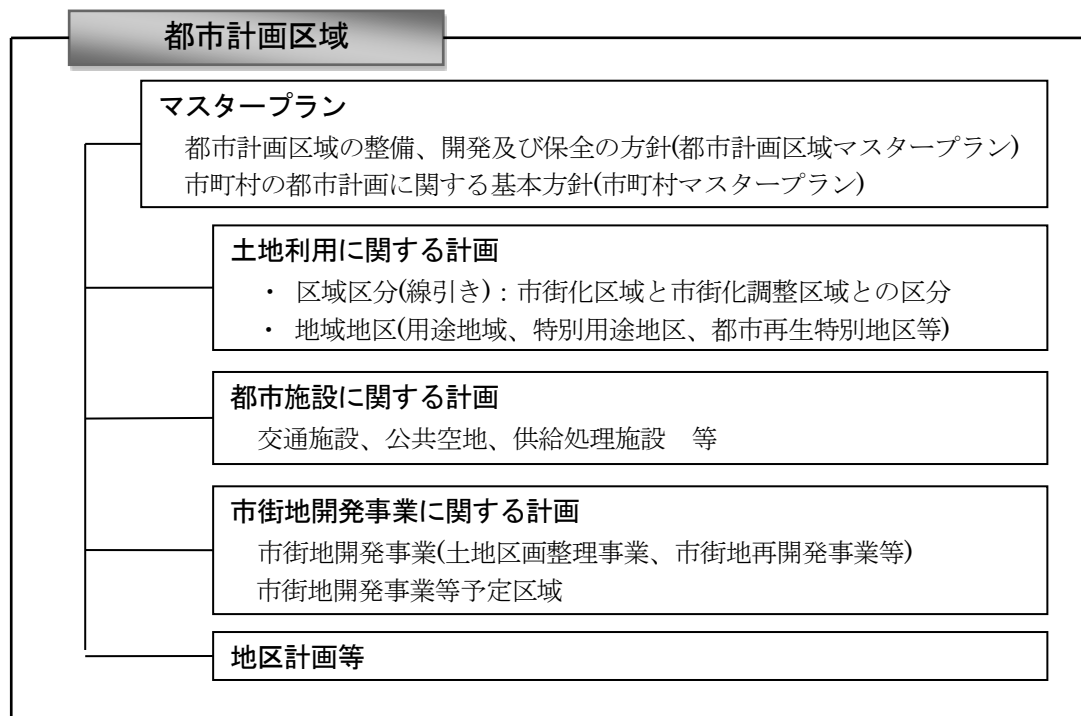 都市計画区域
マスタープラン
都市計画区域の整備、開発及び保全の方針(都市計画区域マスタープラン)
市町村の都市計画に関する基本方針(市町村マスタープラン)
土地利用に関する計画
・ 区域区分(線引き)：市街化区域と市街化調整区域との区分
・ 地域地区(用途地域、特別用途地区、都市再生特別地区等)
都市施設に関する計画
交通施設、公共空地、供給処理施設　等
市街地開発事業に関する計画
市街地開発事業(土地区画整理事業、市街地再開発事業等)
市街地開発事業等予定区域
地区計画等